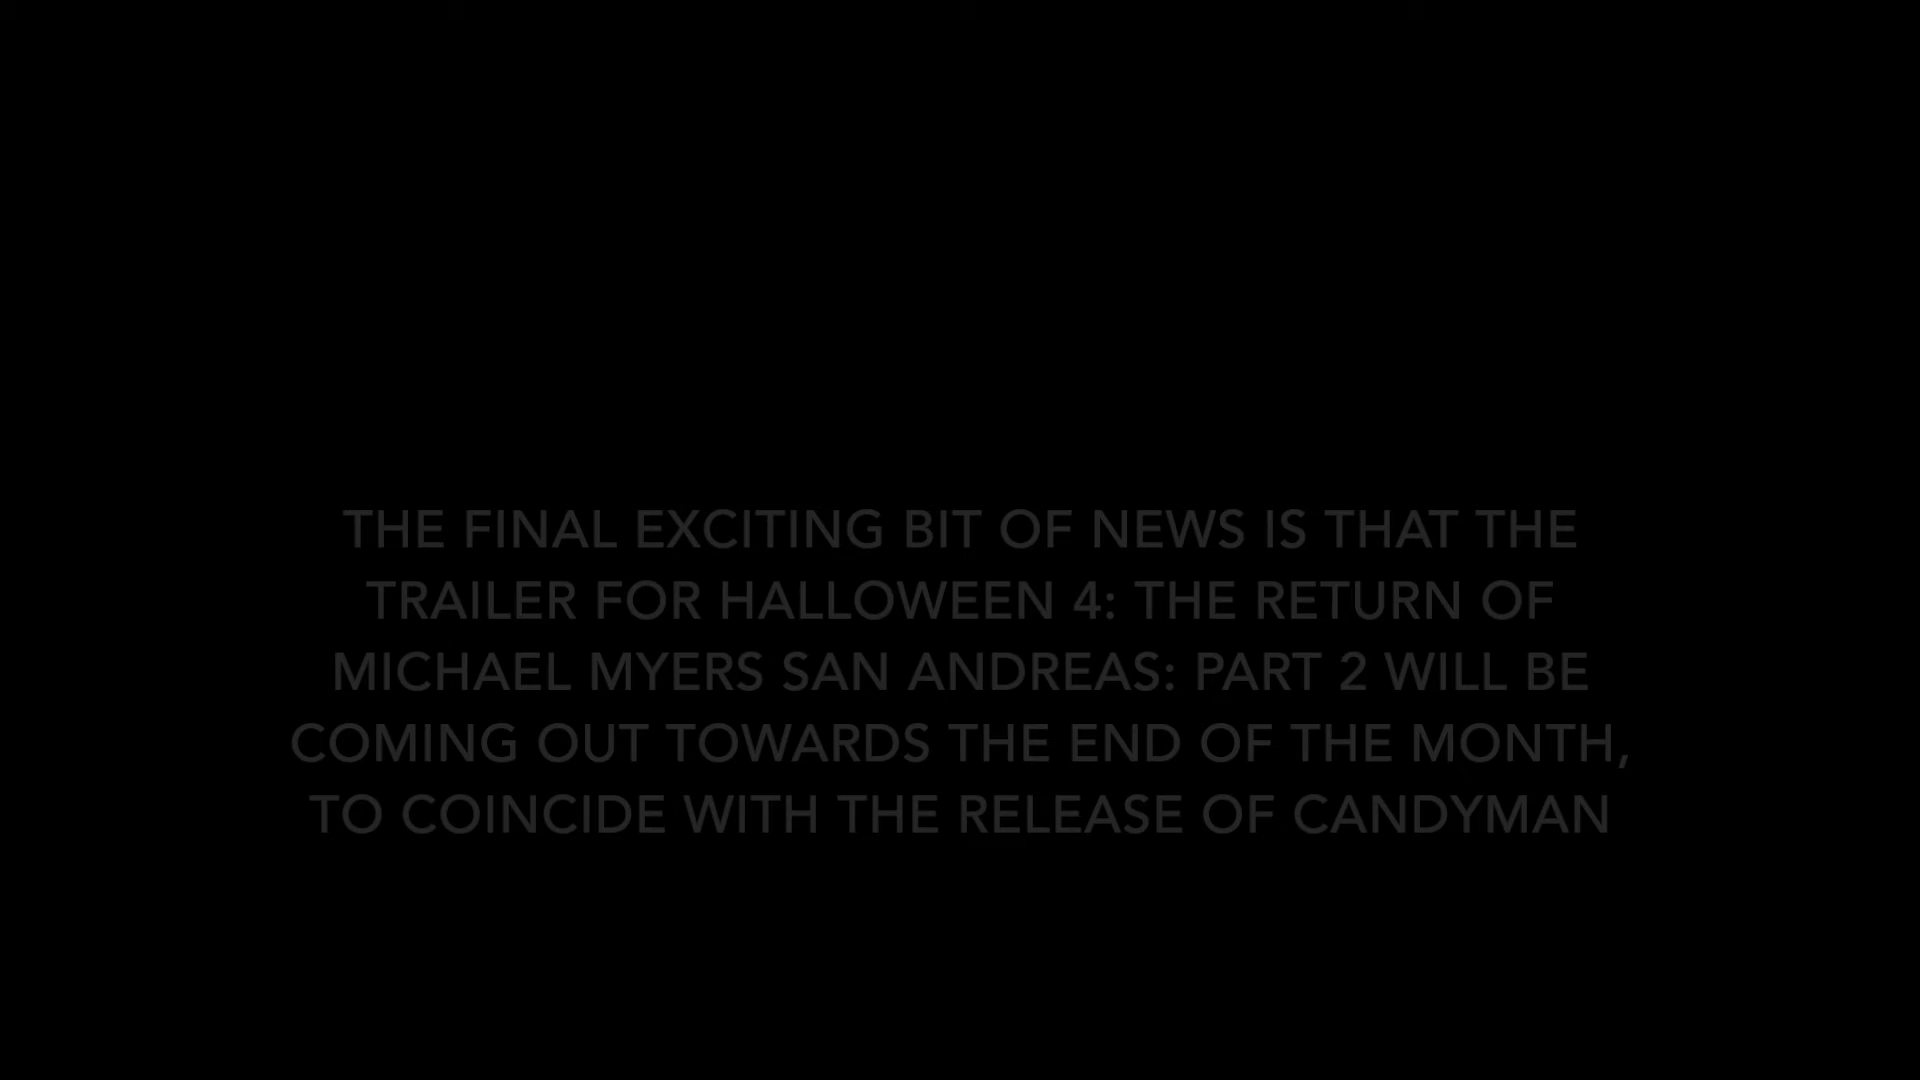 THE FINAL EXCITING BIT OF NEWS IS THAT THE
TRAILER FOR HALLOWEEN 4: THE RETURN OF
MICHAEL MYERS SAN ANDREAS: PART 2 WILL BE
COMING OUT TOWARDS THE END OF THE MONTH,
TO COINCIDE WITH THE RELEASE OF CANDYMAN